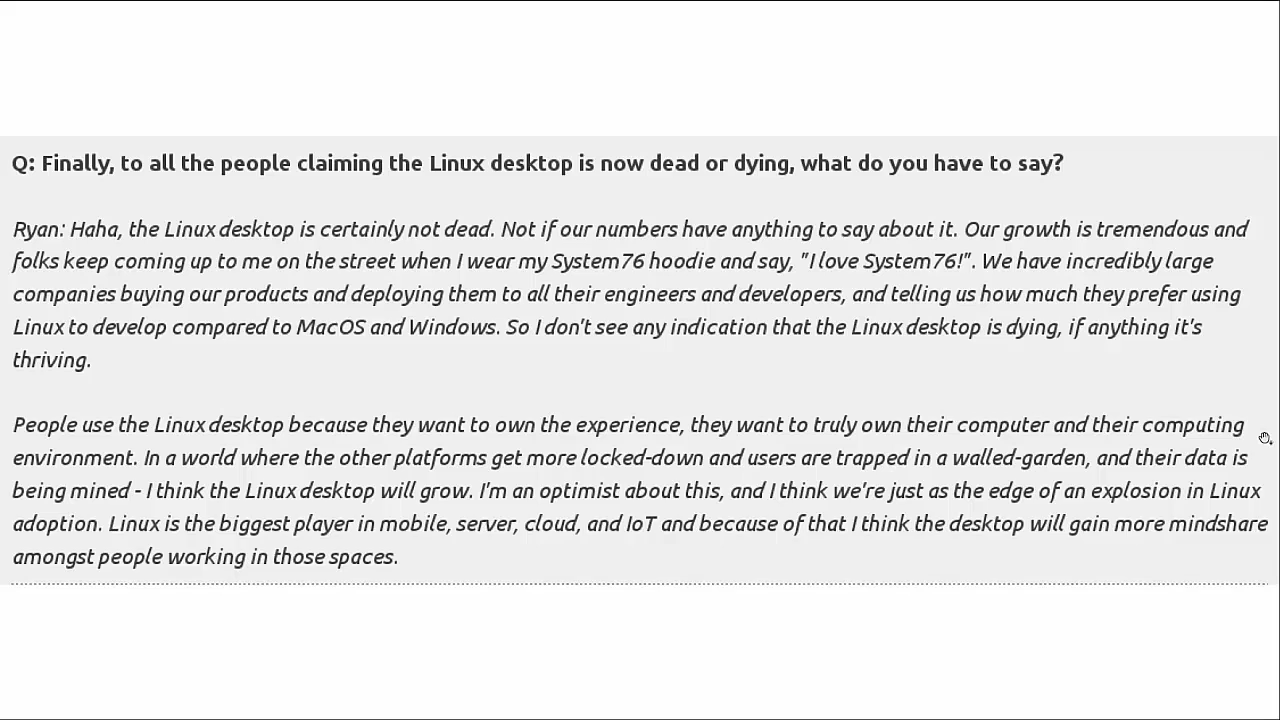 Q: Finally, to all the people claiming the Linux desktop is now dead or dying, what do you have to say?
Ryan: Haha, the Linux desktop is certainly not dead. Not if our numbers have anything to say about it. Our growth is tremendous and
folks keep coming up to me on the street when I wear my System76 hoodie and say, "I love System76!". We have incredibly large
companies buying our products and deploying them to all their engineers and developers, and telling us how much they prefer using
Linux to develop compared to MacOS and Windows. So I don't see any indication that the Linux desktop is dying, if anything it's
thriving.
People use the Linux desktop because they want to own the experience, they want to truly own their computer and their computing
environment. In a world where the other platforms get more locked-down and users are trapped in a walled-garden, and their data is
being mined - I think the Linux desktop will grow. I'm an optimist about this, and I think we're just as the edge of an explosion in Linux
adoption. Linux is the biggest player in mobile, server, cloud, and IoT and because of that I think the desktop will gain more mindshare
amongst people working in those spaces.